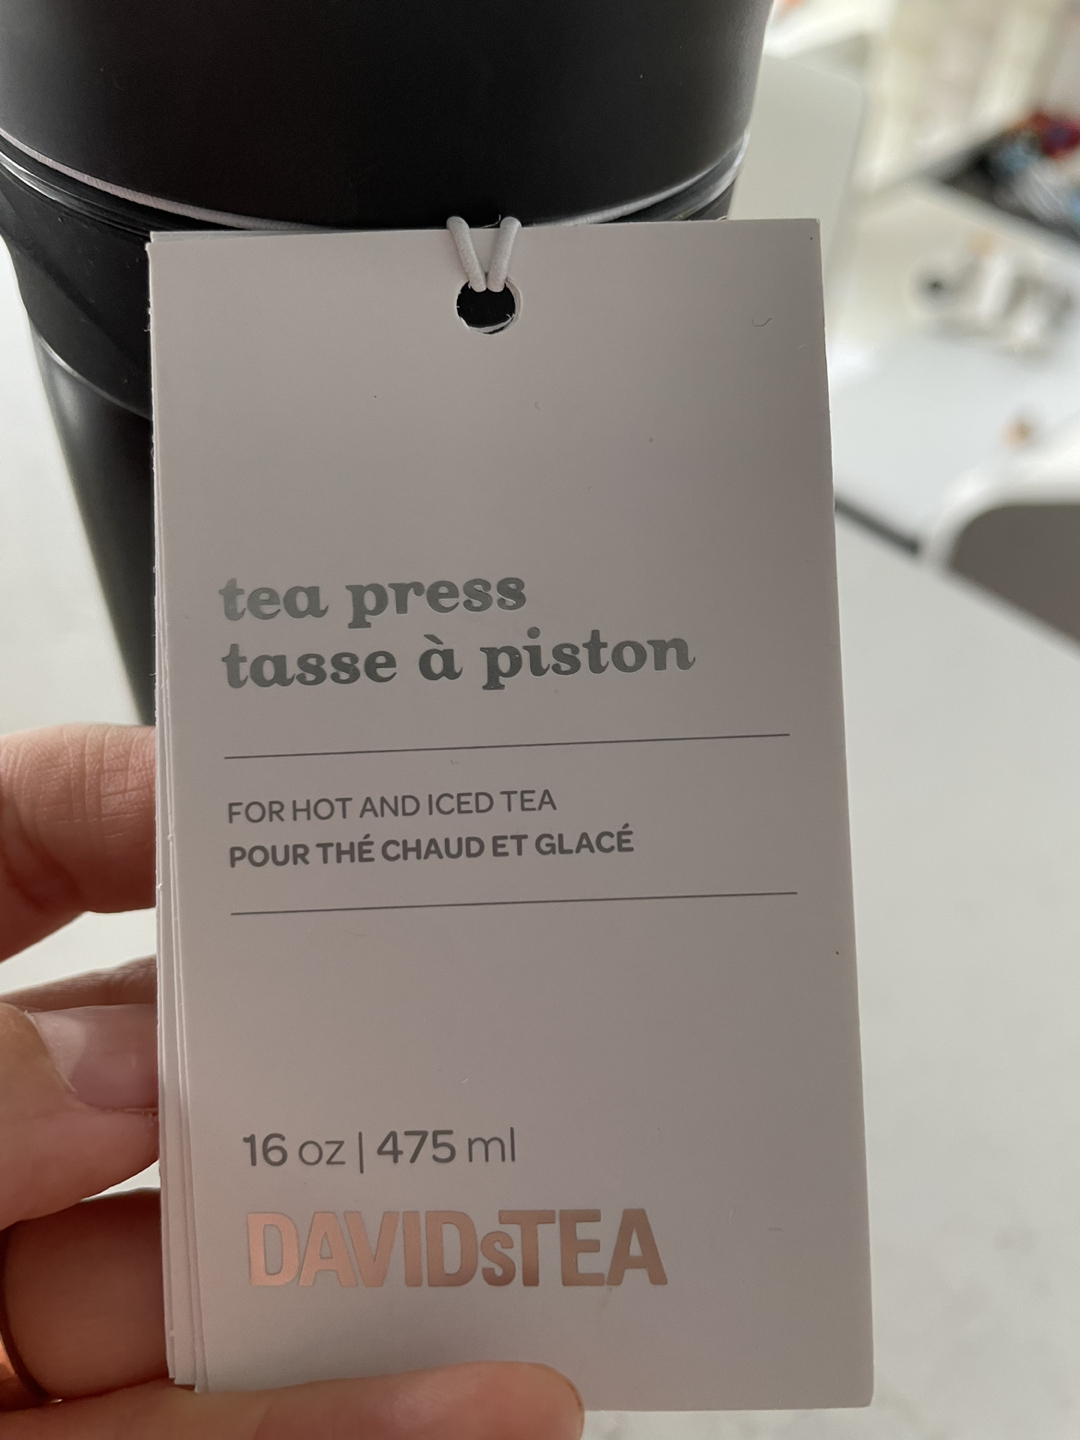 tea press
tasse à piston
FOR HOT AND ICED TEA
POUR THÉ CHAUD ET GLACÉ
16 oz | 475 ml
DAVIDsTEA